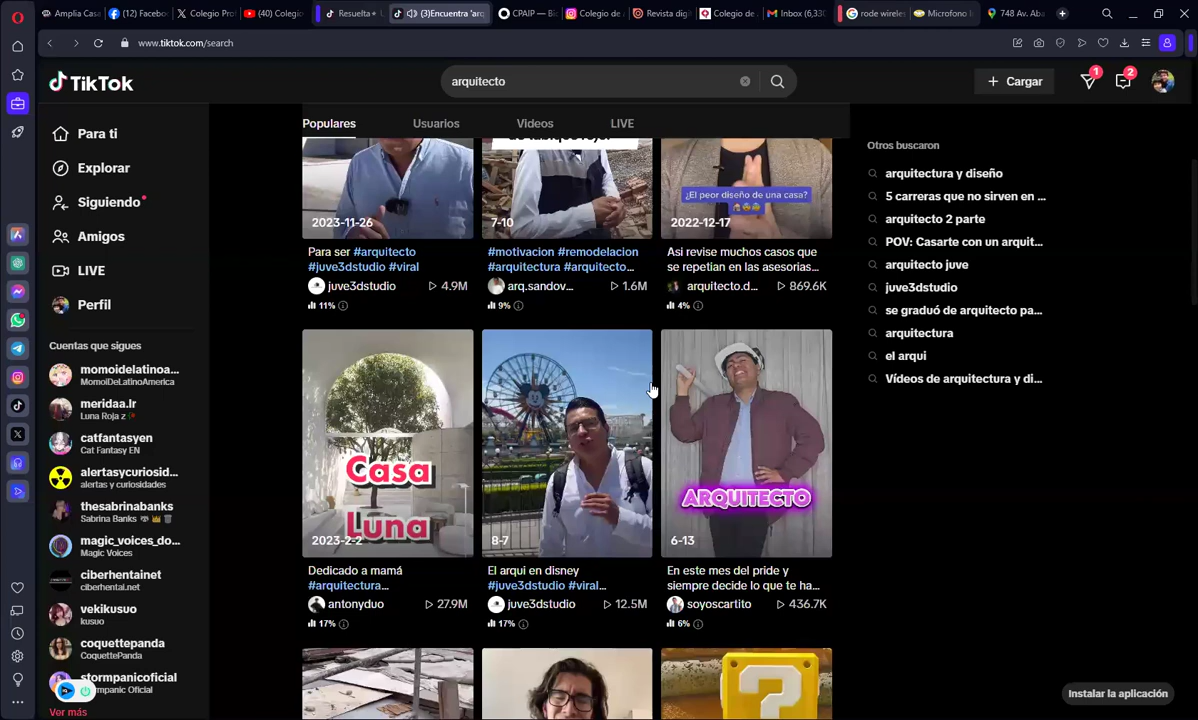 Amplia Casa
(12) Facebo
Colegio Pro
(40) Colegio
Resuelta
(3)Encuentra 'arq
CPAIP — Bi
Colegio de
Revista digi
Colegio de
Inbox (6,33
rode wireles
Microfono I
748 Av. Aba
www.tiktok.com/search
TikTok
arquitecto
Cargar
1
2
Para ti
Explorar
Siguiendo
Amigos
LIVE
Perfil
Cuentas que sigues
momoidelatinoa...
MomoiDeLatinoAmerica
meridaa.lr
Luna Roja z
catfantasyen
Cat Fantasy EN
alertasycuriosid...
alertas y curiosidades
thesabrinabanks
Sabrina Banks
magic_voices_do...
Magic Voices
ciberhentainet
ciberhentai.net
vekikusuo
kusuo
coquettepanda
CoquettePanda
stormpanicoficial
Stormpanic Oficial
Ver más
Populares
Usuarios
Videos
LIVE
2023-11-26
Para ser #arquitecto
#juve3dstudio #viral
juve3dstudio
4.9M
11%
7-10
#motivacion #remodelacion
#arquitectura #arquitecto...
arq.sandov...
1.6M
9%
¿El peor diseño de una casa?
2022-12-17
Asi revise muchos casos que
se repetian en las asesorias...
arquitecto.d...
869.6K
4%
Casa
Luna
2023-2-2
Dedicado a mamá
#arquitectura...
antonyduo
27.9M
17%
8-7
El arqui en disney
#juve3dstudio #viral...
juve3dstudio
12.5M
17%
ARQUITECTO
6-13
En este mes del pride y
siempre decide lo que te ha...
soyoscartito
436.7K
6%
?
Otros buscaron
arquitectura y diseño
5 carreras que no sirven en ...
arquitecto 2 parte
POV: Casarte con un arquit...
arquitecto juve
juve3dstudio
se graduó de arquitecto pa...
arquitectura
el arqui
Vídeos de arquitectura y di...
Instalar la aplicación